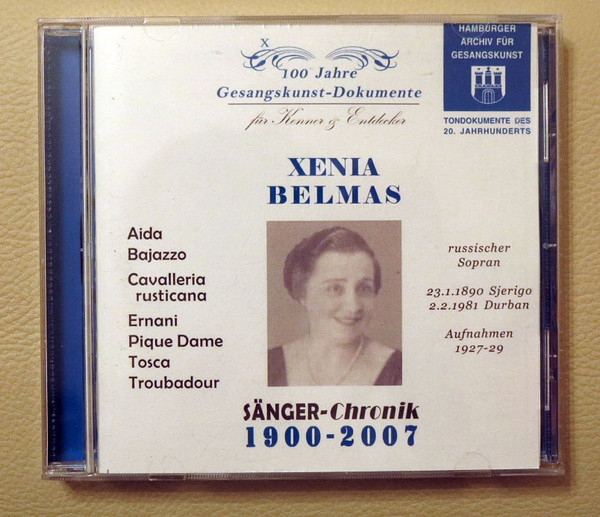 X
100 Jahre
Gesangskunst-Dokumente
für Kenner & Entdecker
HAMBURGER
ARCHIV FÜR
GESANGSKUNST
TONDOKUMENTE DES
20. JAHRHUNDERTS
XENIA
BELMAS
Aida
Bajazzo
Cavalleria
rusticana
Ernani
Pique Dame
Tosca
Troubadour
russischer
Sopran
23.1.1890 Sjerigo
2.2.1981 Durban
Aufnahmen
1927-29
SÄNGER-Chronik
1900-2007